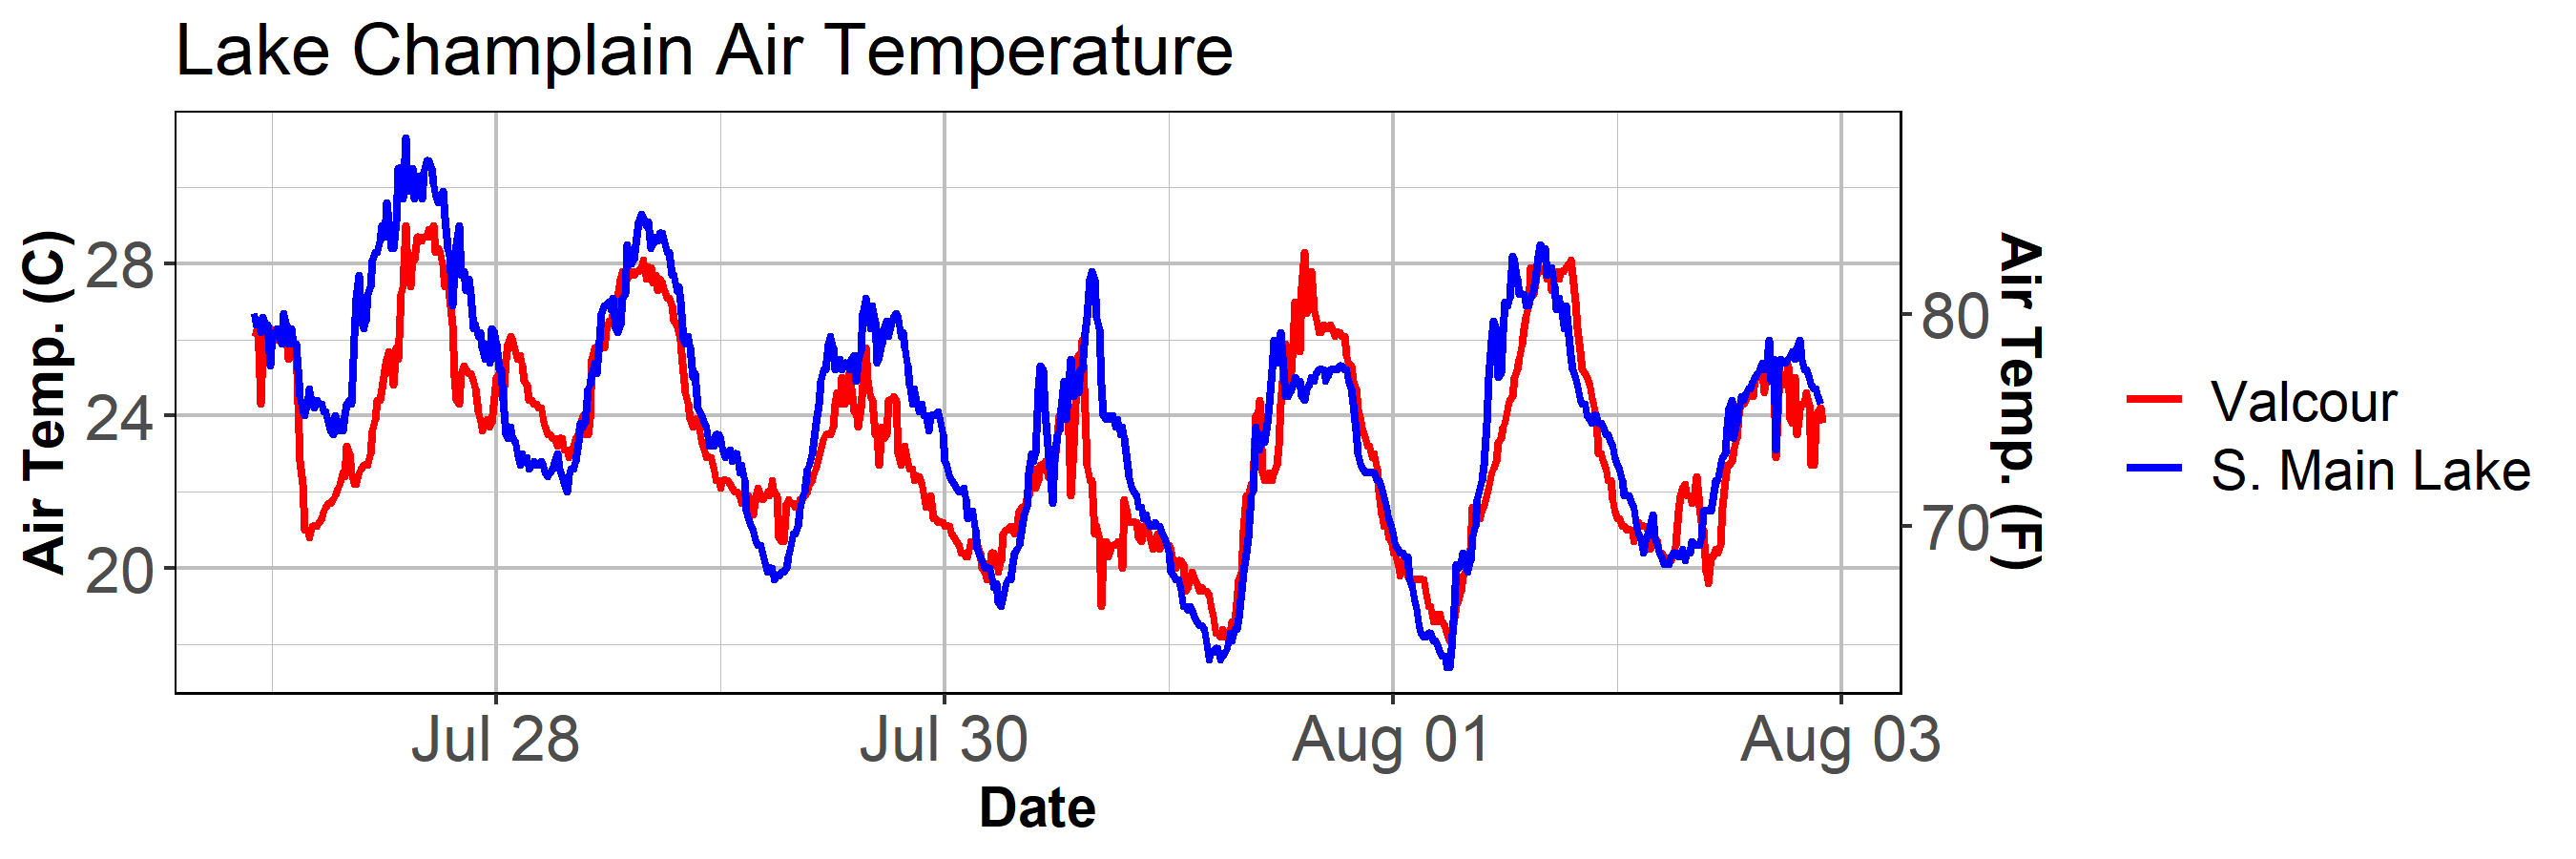 Lake Champlain Air Temperature
Air Temp. (C)
28
24
20
80
70
Air Temp. (F)
Valcour
S. Main Lake
Jul 28
Jul 30
Aug 01
Aug 03
Date